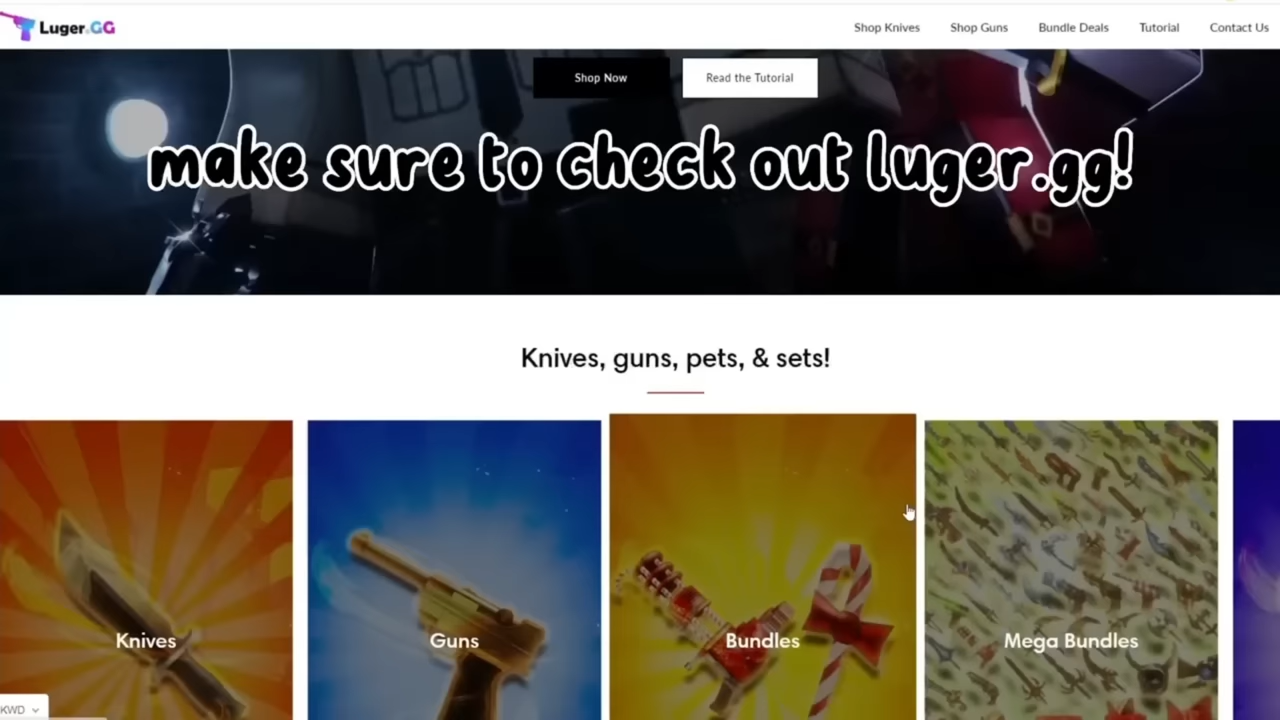 Luger.GG
Shop Knives
Shop Guns
Bundle Deals
Tutorial
Contact Us
Shop Now
Read the Tutorial
make sure to check out luger.gg!
Knives, guns, pets, & sets!
Knives
Guns
Bundles
Mega Bundles
KWD